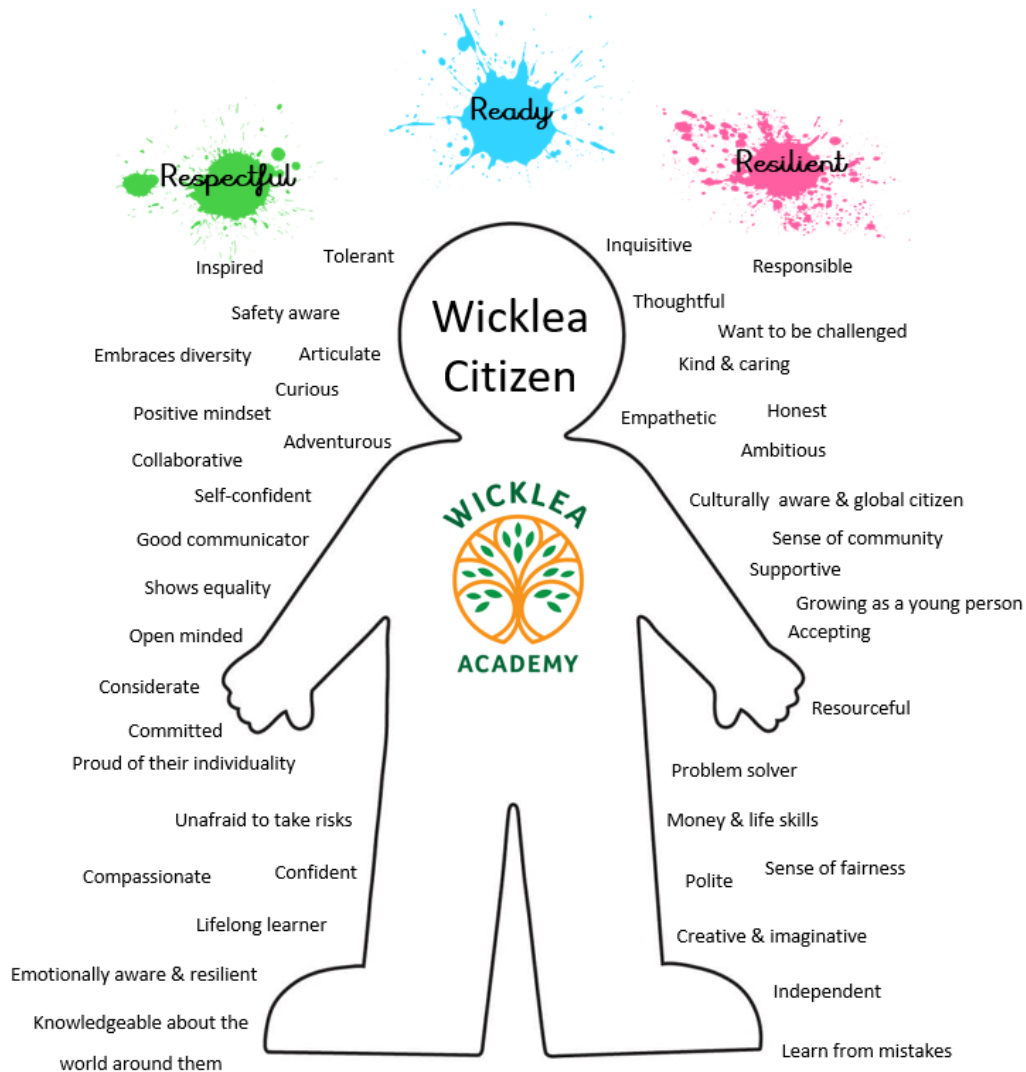 Ready
Respectful
Resilient
Inspired
Tolerant
Safety aware
Embraces diversity
Articulate
Curious
Positive mindset
Adventurous
Collaborative
Self-confident
Good communicator
Shows equality
Open minded
Considerate
Committed
Proud of their individuality
Unafraid to take risks
Compassionate
Confident
Lifelong learner
Emotionally aware & resilient
Knowledgeable about the
world around them
Wicklea
Citizen
WICKLEA
ACADEMY
Inquisitive
Responsible
Thoughtful
Want to be challenged
Kind & caring
Empathetic
Honest
Ambitious
Culturally aware & global citizen
Sense of community
Supportive
Growing as a young person
Accepting
Resourceful
Problem solver
Money & life skills
Sense of fairness
Polite
Creative & imaginative
Independent
Learn from mistakes